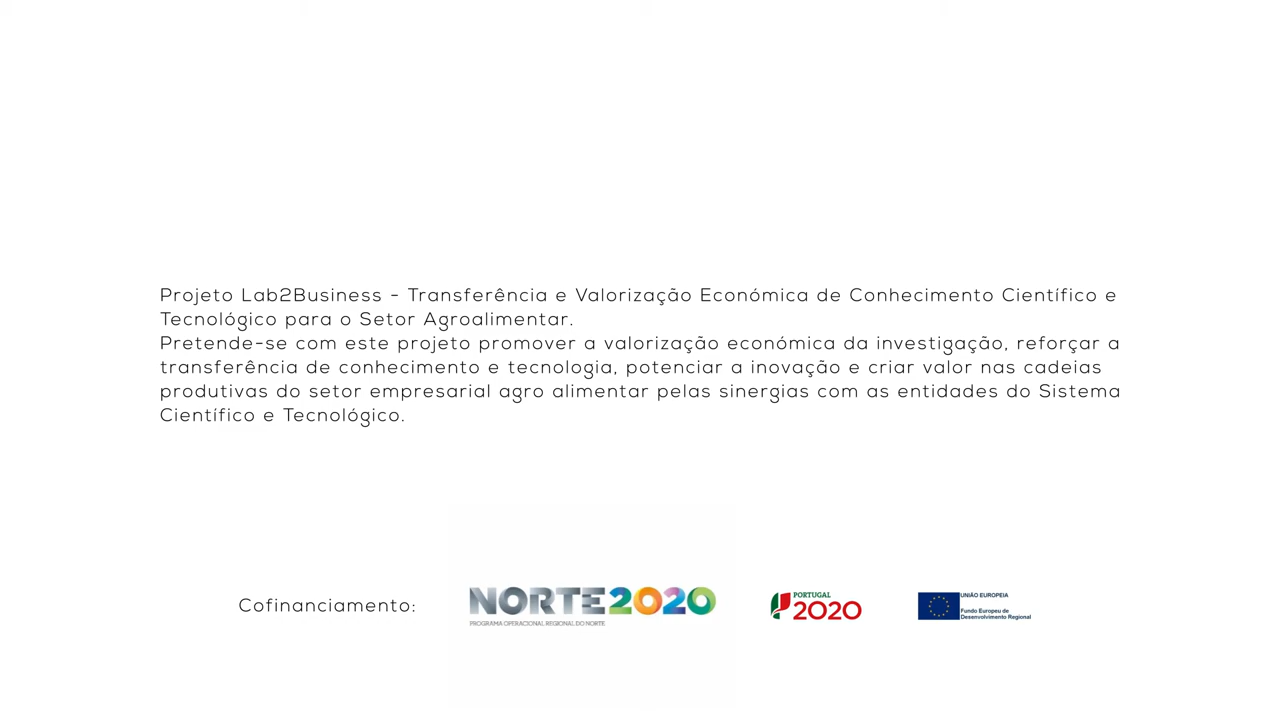 Projeto Lab2Business - Transferência e Valorização Económica de Conhecimento Científico e
Tecnológico para o Setor Agroalimentar.
Pretende-se com este projeto promover a valorização económica da investigação, reforçar a
transferência de conhecimento e tecnologia, potenciar a inovação e criar valor nas cadeias
produtivas do setor empresarial agro alimentar pelas sinergias com as entidades do Sistema
Científico e Tecnológico.
Cofinanciamento:
NORTE2020
PROGRAMA OPERACIONAL REGIONAL DO NORTE
PORTUGAL
2020
UNIÃO EUROPEIA
Fundo Europeu de
Desenvolvimento Regional